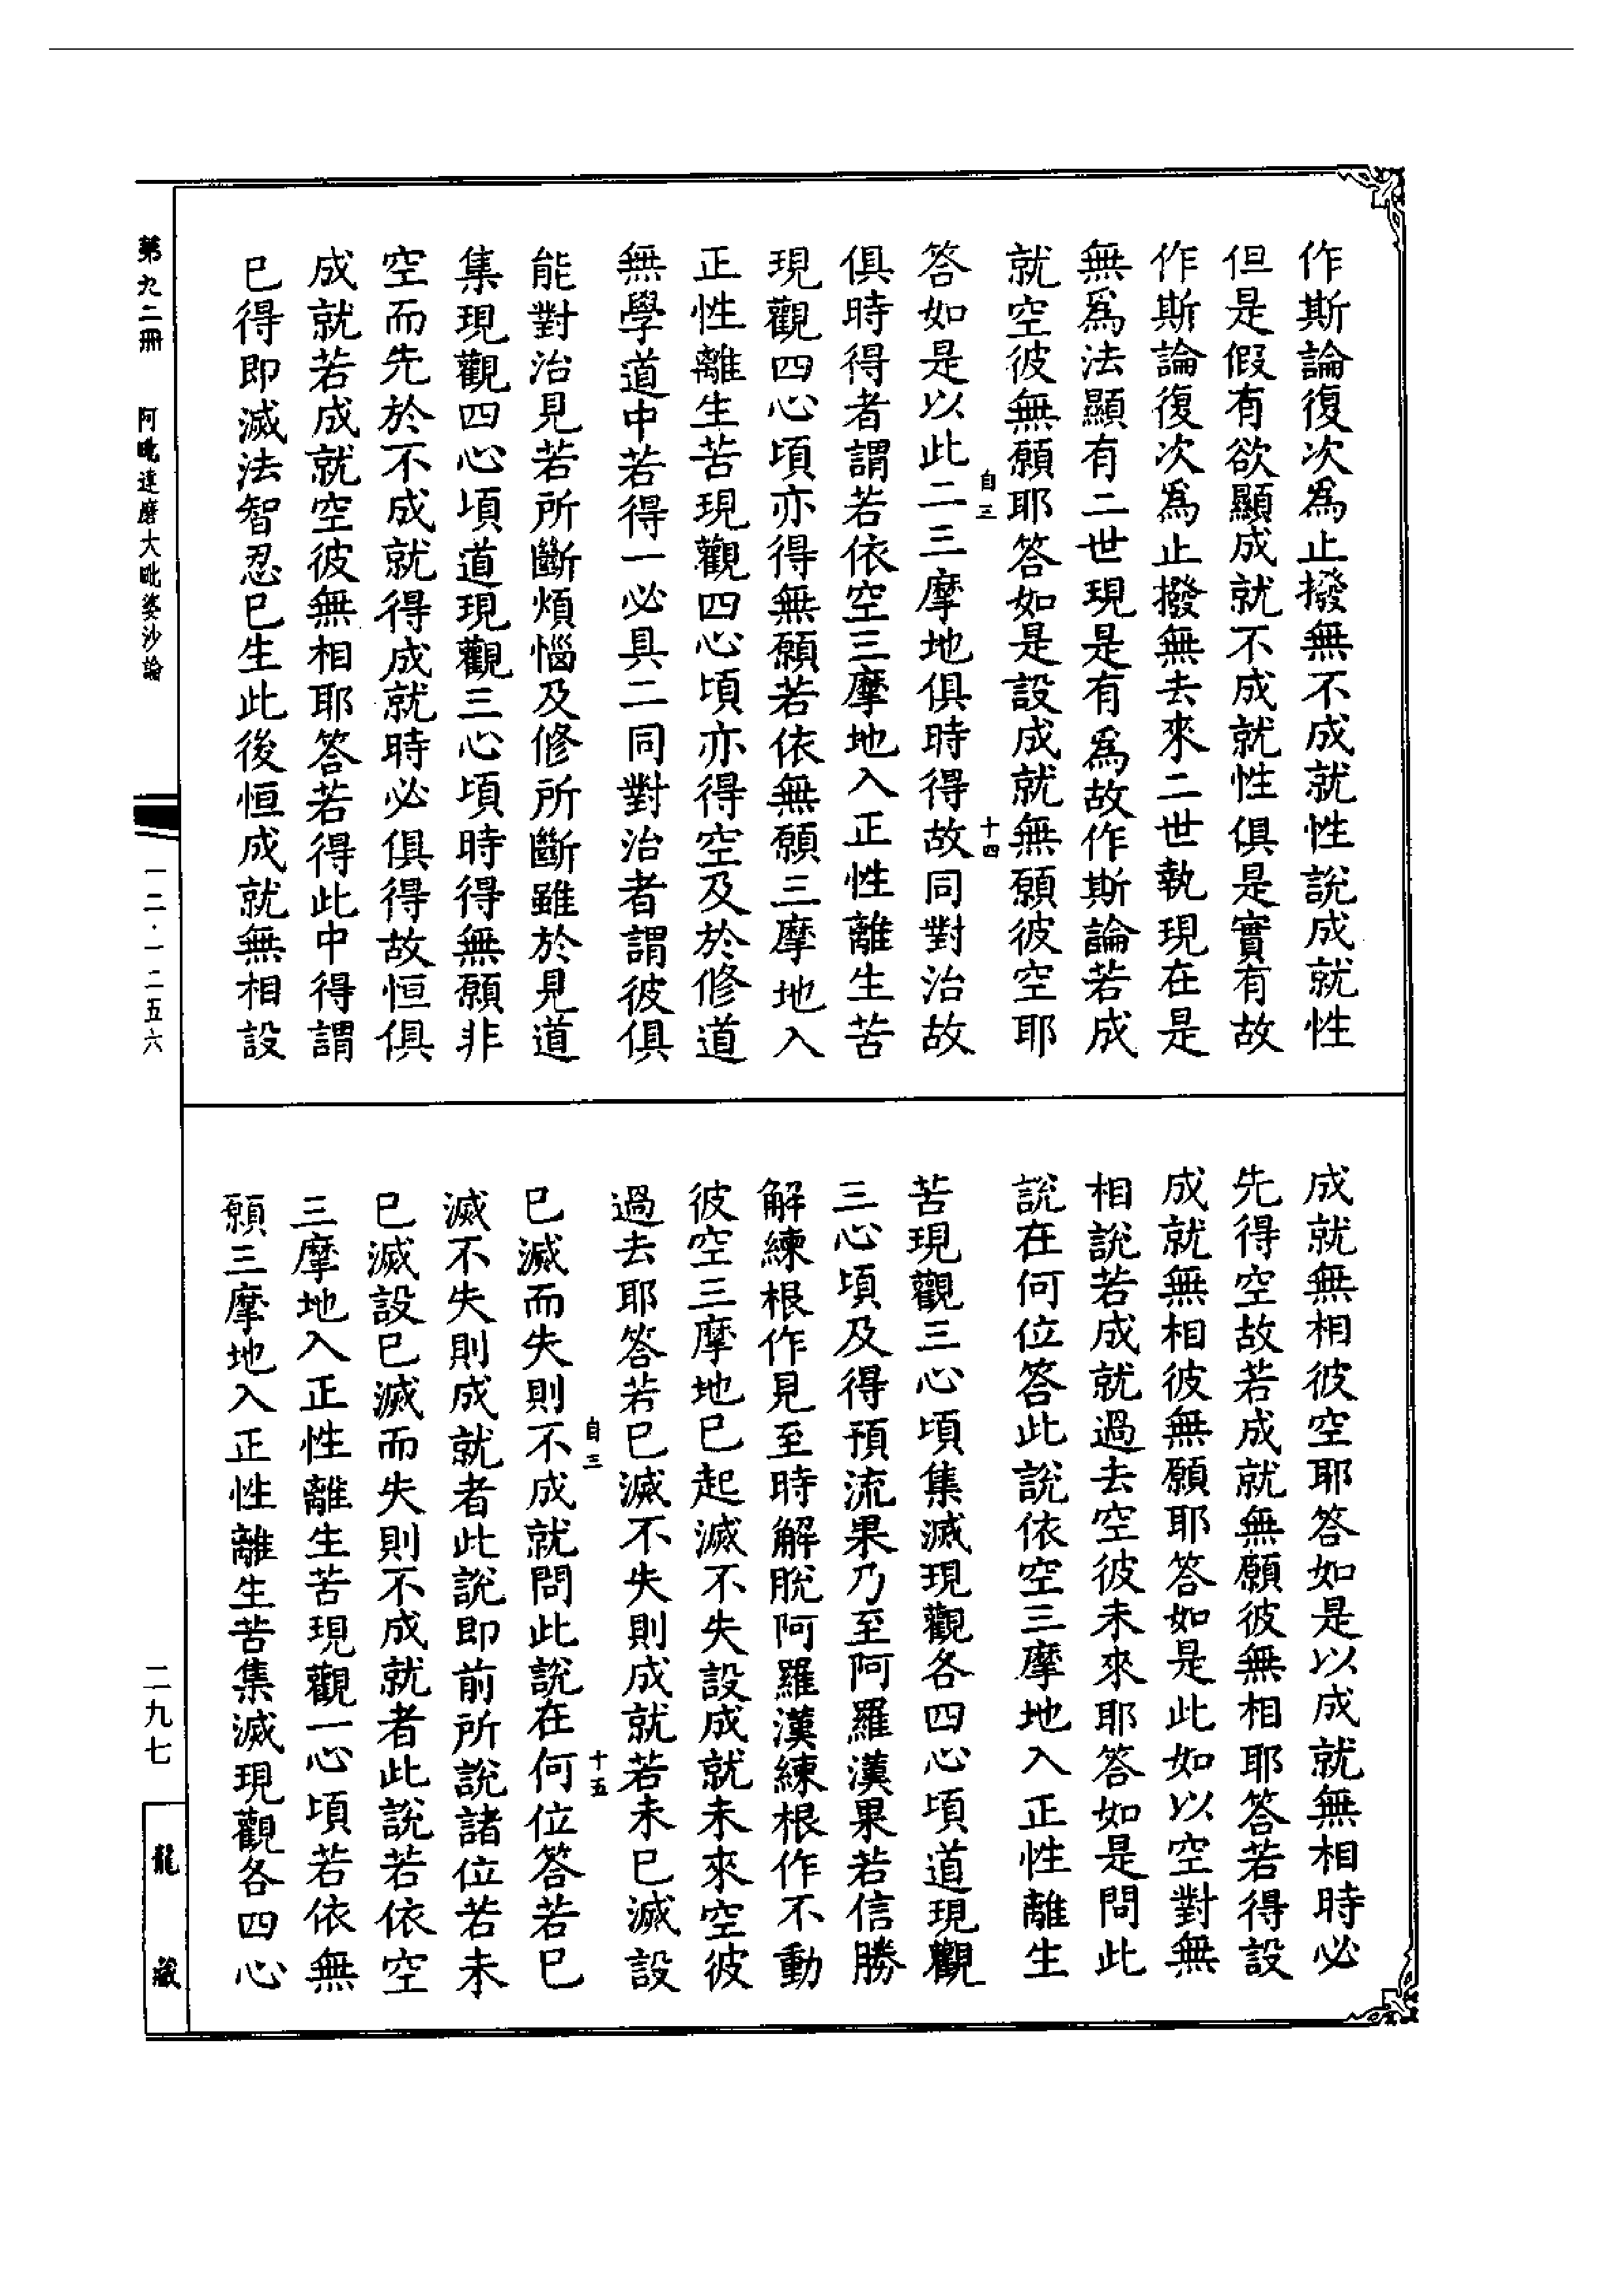 作斯論復次為止撥無不成就性說成就性
但是假有欲顯成就不成就性俱是實有故
作斯論復次為止撥無去來二世執現在是
無爲法顯有二世現是有爲故作斯論若成
就空彼無願耶答如是設成就無願彼空耶
自三
十四
答如是以此二三摩地俱時得故同對治故
俱時得者謂若依空三摩地入正性離生苦
現觀四心頃亦得無願若依無願三摩地入
正性離生苦現觀四心頃亦得空及於修道
無學道中若得一必具二同對治者謂彼俱
能對治見若所斷煩惱及修所斷雖於見道
集現觀四心頃道現觀三心頃時得無願非
空而先於不成就得成就時必俱得故恒俱
成就若成就空彼無相耶答若得此中得謂
已得即滅法智忍已生此後恒成就無相設
成就無相彼空耶答如是以成就無相時必
先得空故若成就無願彼無相耶答若得設
成就無相彼無願耶答如是此如以空對無
相說若成就過去空彼未來耶答如是問此
說在何位答此說依空三摩地入正性離生
苦現觀三心頃集滅現觀各四心頃道現觀
三心頃及得預流果乃至阿羅漢果若信勝
解練根作見至時解脫阿羅漢練根作不動
彼空三摩地已起滅不失設成就未來空彼
過去耶答若已滅不失則成就若未已滅設
自三
十五
已滅而失則不成就問此說在何位答若已
滅不失則成就者此說即前所說諸位若未
已滅設已滅而失則不成就者此說若依空
三摩地入正性離生苦現觀一心頃若依無
願三摩地入正性離生苦集滅現觀各四心
第九二冊 阿毗達磨大毗婆沙論
一二·一二五六
二九七
龍藏